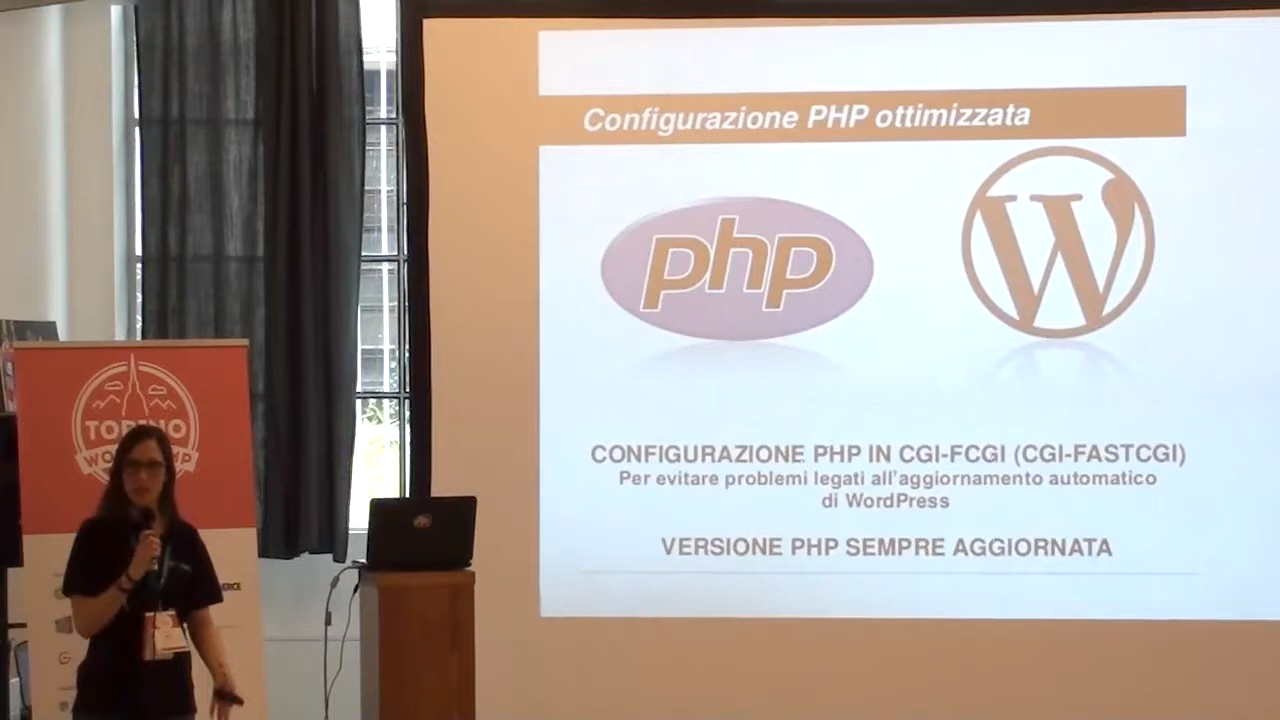 Configurazione PHP ottimizzata
php
W
CONFIGURAZIONE PHP IN CGI-FCGI (CGI-FASTCGI)
Per evitare problemi legati all'aggiornamento automatico
di WordPress
VERSIONE PHP SEMPRE AGGIORNATA
TORINO